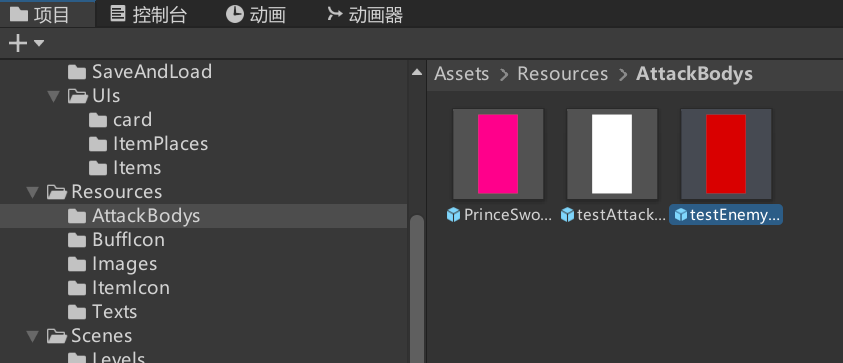 项目 控制台 动画 动画器
SaveAndLoad
UIs
card
ItemPlaces
Items
Resources
AttackBodys
BuffIcon
Images
ItemIcon
Texts
Scenes
Levels
Assets > Resources > AttackBodys
PrinceSwo... testAttack... testEnemy...